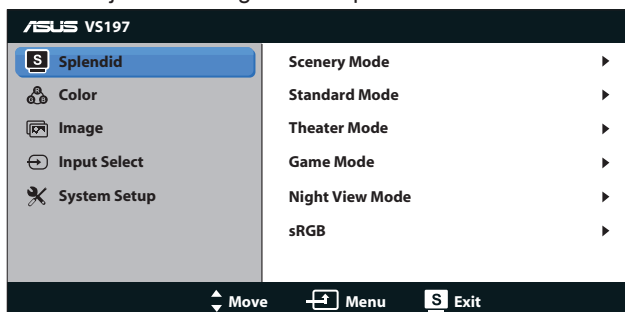 ASUS VS197
S Splendid
Color
Image
Input Select
System Setup
Scenery Mode
Standard Mode
Theater Mode
Game Mode
Night View Mode
sRGB
Move Menu S Exit